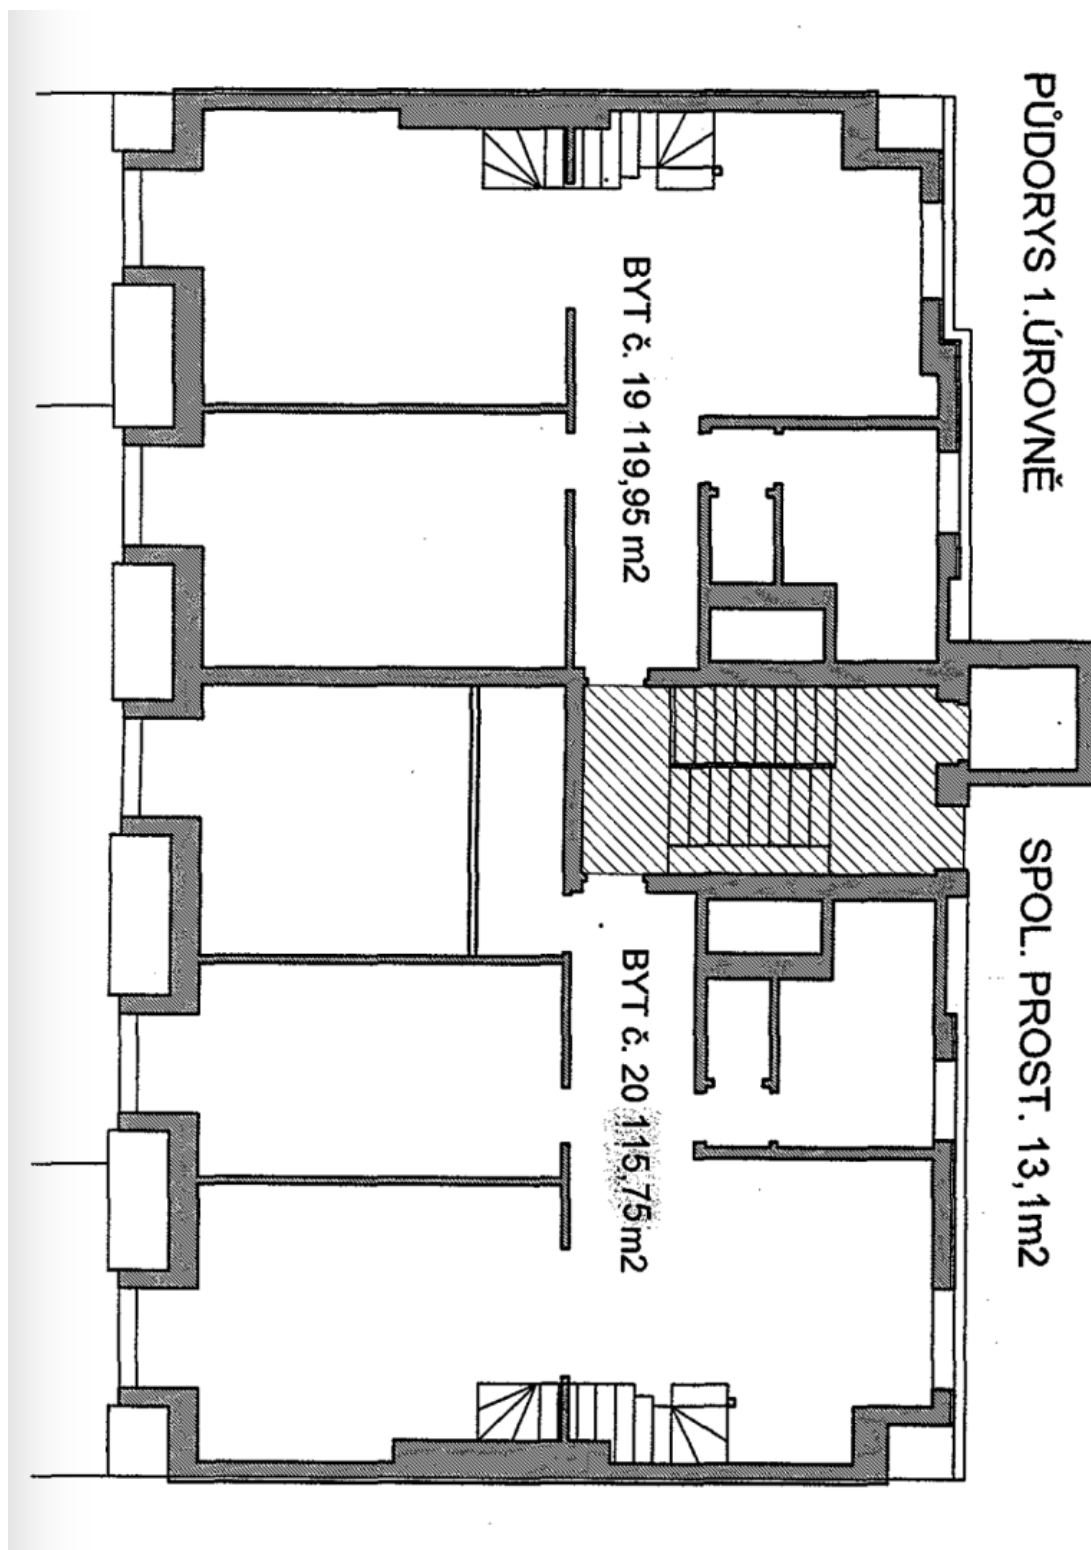 PŮDORYS 1.ÚROVNĚ
SPOL. PROST. 13,1m2
BYT č. 19 119,95 m2
BYT č. 20 115,75 m2